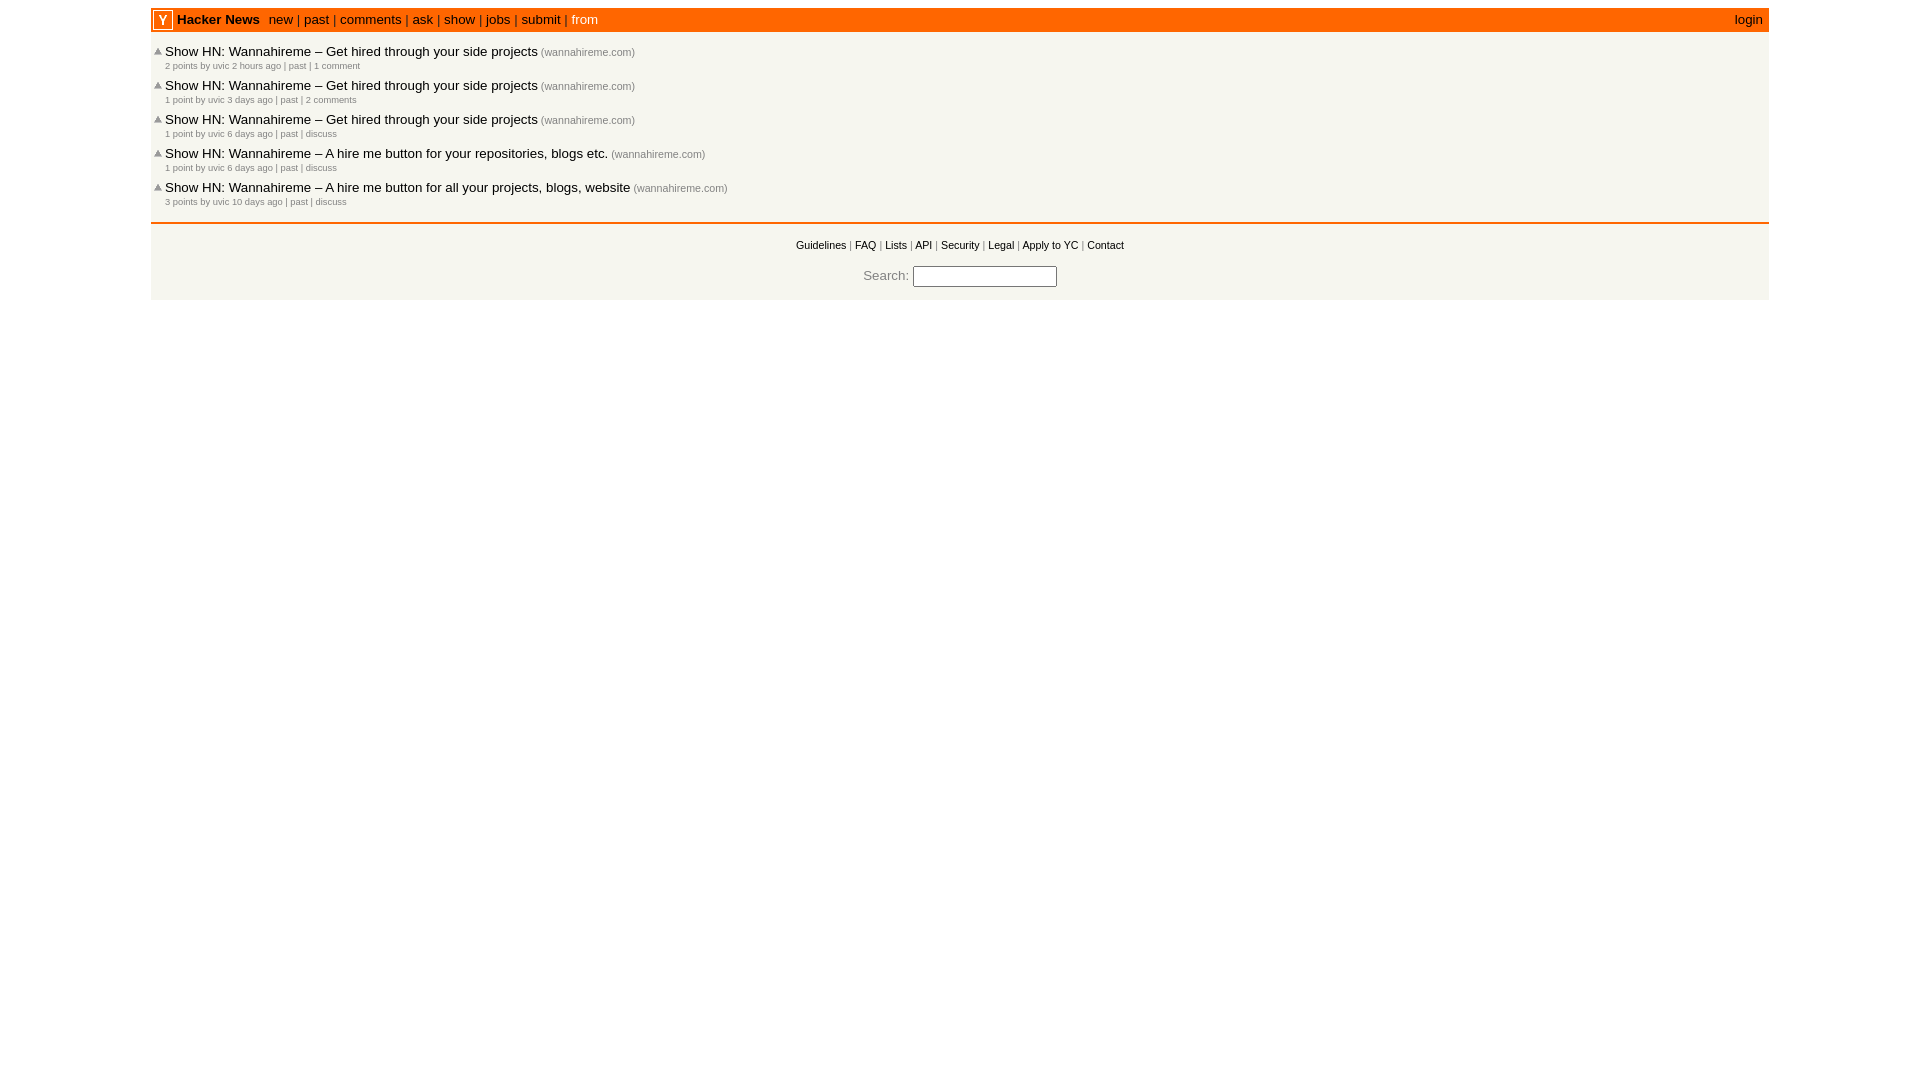 Y Hacker News new | past | comments | ask | show | jobs | submit | from login
Show HN: Wannahireme – Get hired through your side projects (wannahireme.com)
2 points by uvic 2 hours ago | past | 1 comment
Show HN: Wannahireme – Get hired through your side projects (wannahireme.com)
1 point by uvic 3 days ago | past | 2 comments
Show HN: Wannahireme – Get hired through your side projects (wannahireme.com)
1 point by uvic 6 days ago | past | discuss
Show HN: Wannahireme – A hire me button for your repositories, blogs etc. (wannahireme.com)
1 point by uvic 6 days ago | past | discuss
Show HN: Wannahireme – A hire me button for all your projects, blogs, website (wannahireme.com)
3 points by uvic 10 days ago | past | discuss
Guidelines | FAQ | Lists | API | Security | Legal | Apply to YC | Contact
Search: